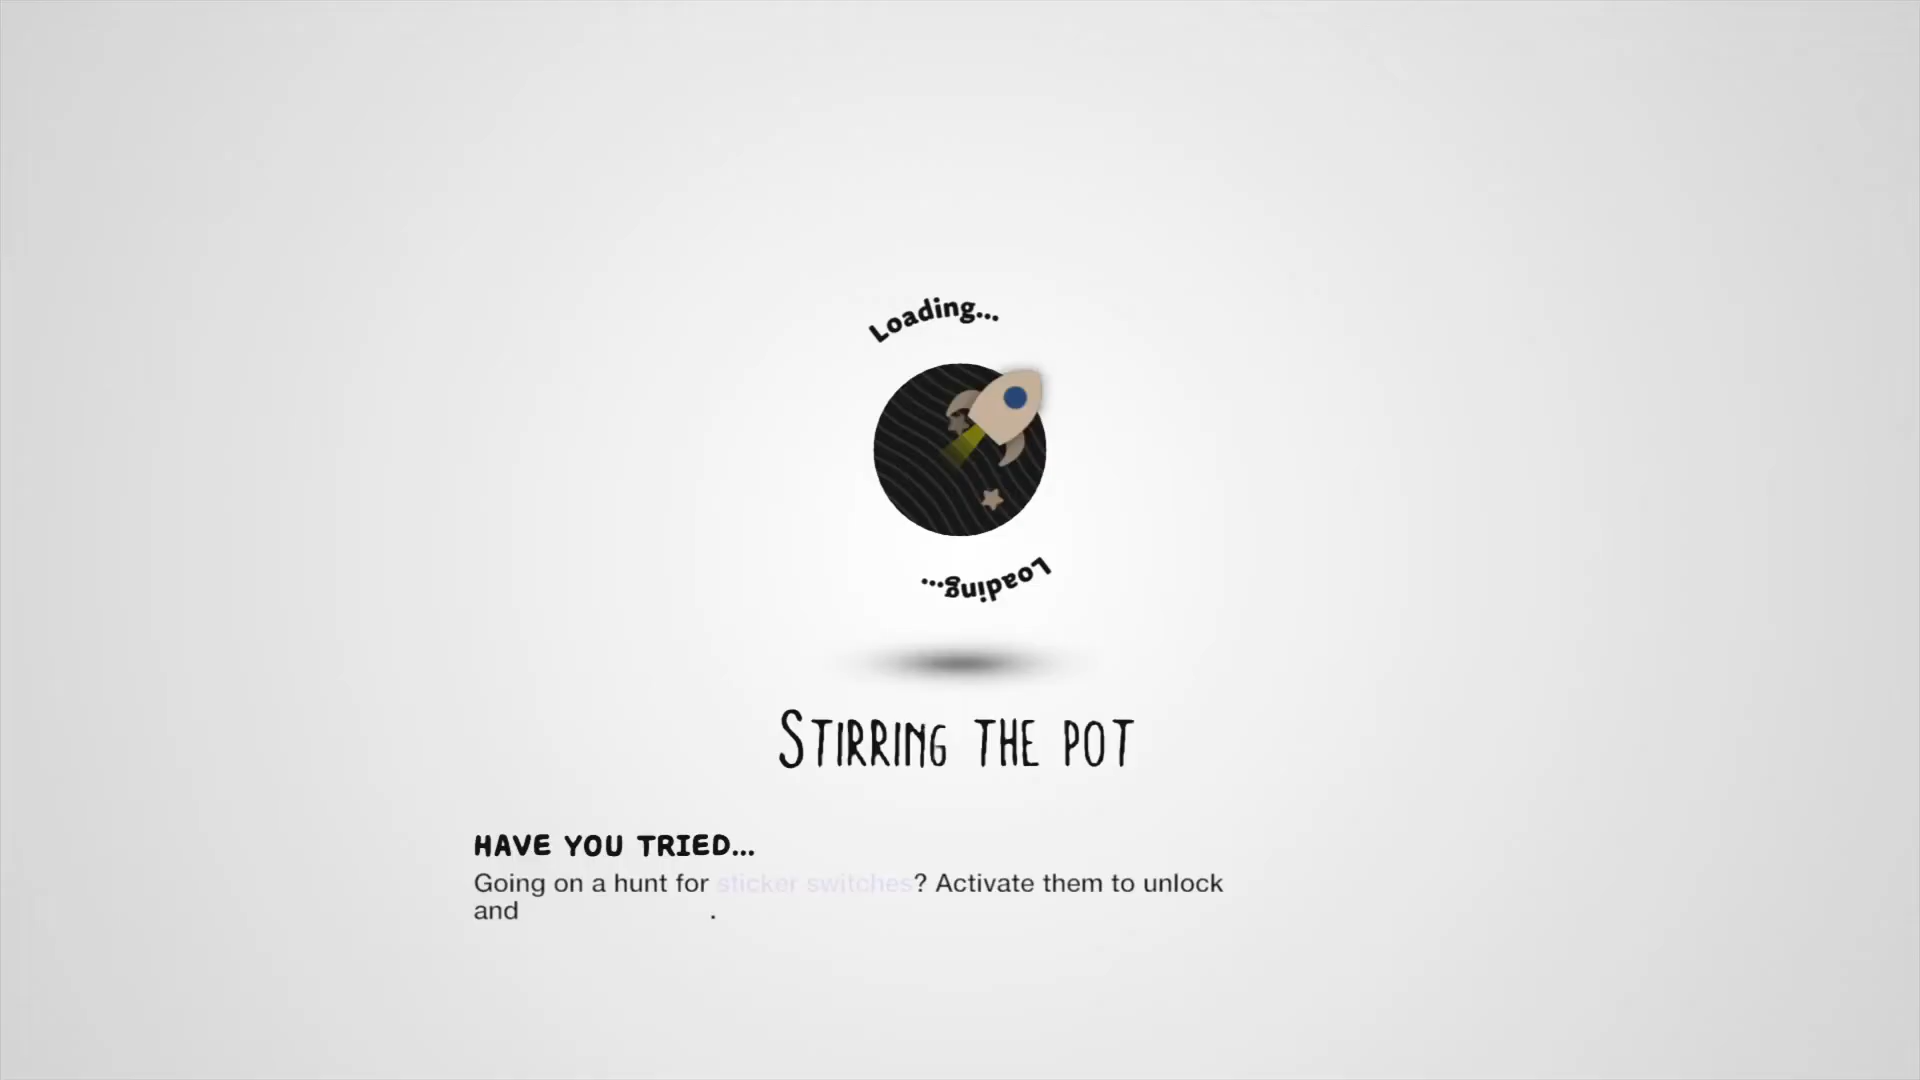 Loading...
Loading...
STIRRING THE POT
HAVE YOU TRIED...
Going on a hunt for sticker switches? Activate them to unlock
and .